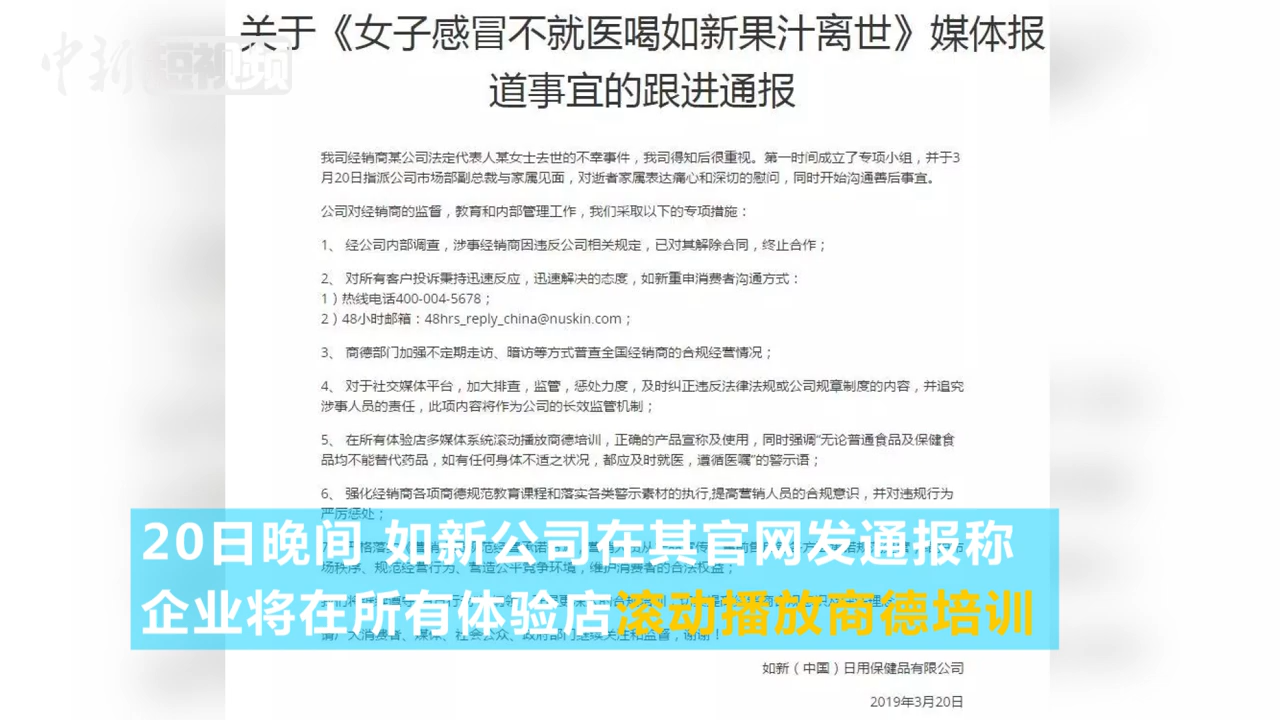 中新短视频
关于《女子感冒不就医喝如新果汁离世》媒体报
道事宜的跟进通报
我司经销商某公司法定代表人某女士去世的不幸事件，我司得知后很重视。第一时间成立了专项小组，并于3
月20日指派公司市场部副总裁与家属见面，对逝者家属表达痛心和深切的慰问，同时开始沟通善后事宜。
公司对经销商的监督，教育和内部管理工作，我们采取以下的专项措施：
1、 经公司内部调查，涉事经销商因违反公司相关规定，已对其解除合同，终止合作；
2、 对所有客户投诉秉持迅速反应，迅速解决的态度，如新重申消费者沟通方式：
1）热线电话400-004-5678；
2）48小时邮箱：48hrs_reply_china@nuskin.com；
3、 商德部门加强不定期走访、暗访等方式普查全国经销商的合规经营情况；
4、 对于社交媒体平台，加大排查，监管，惩处力度，及时纠正违反法律法规或公司规章制度的内容，并追究
涉事人员的责任，此项内容将作为公司的长效监管机制；
5、 在所有体验店多媒体系统滚动播放商德培训，正确的产品宣称及使用，同时强调“无论普通食品及保健食
品均不能替代药品，如有任何身体不适之状况，都应及时就医，遵循医嘱”的警示语；
6、 强化经销商各项商德规范教育课程和落实各类警示素材的执行,提高营销人员的合规意识，并对违规行为
严厉惩处；
场秩序、规范经营行为、营造公平竞争环境，维护消费者的合法权益；
20日晚间 如新公司在其官网发通报称
企业将在所有体验店滚动播放商德培训
如新（中国）日用保健品有限公司
2019年3月20日